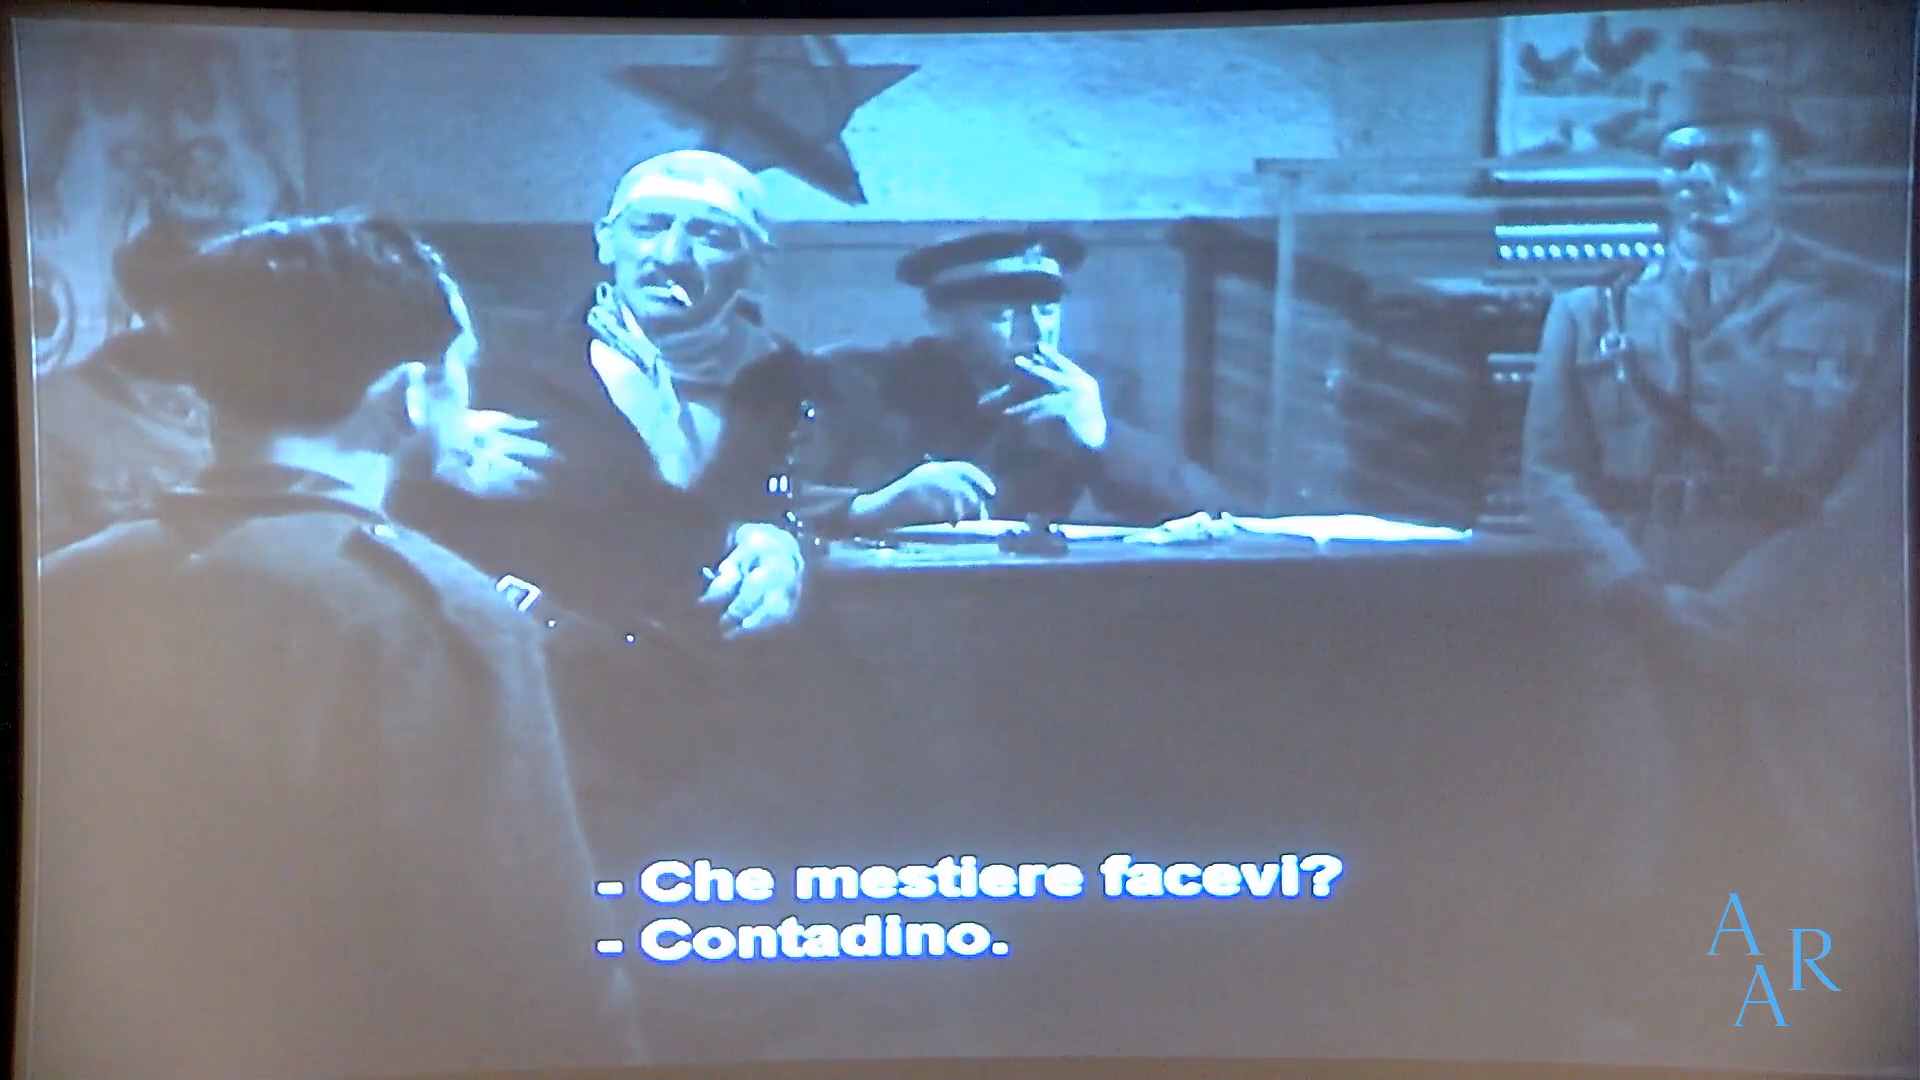 - Che mestiere facevi?
- Contadino.
A
R
A